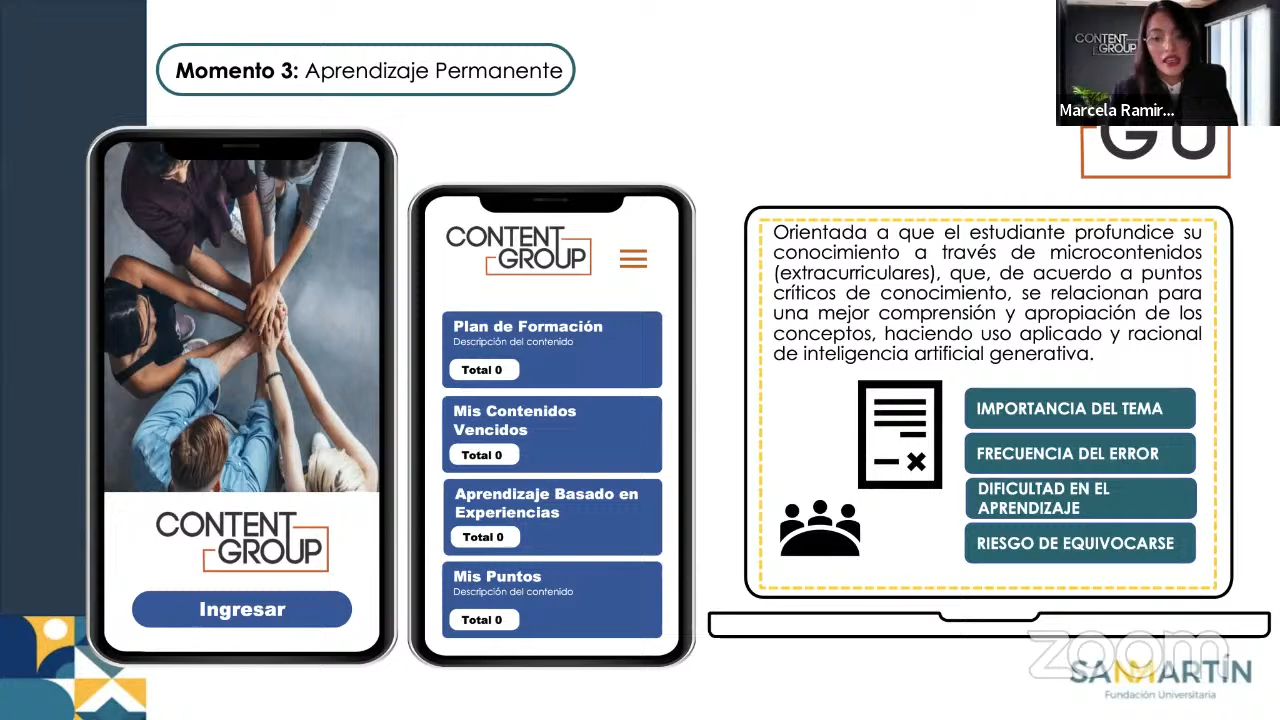 Momento 3: Aprendizaje Permanente
CONTENT
GROUP
Marcela Ramír...
GU
CONTENT
GROUP
Ingresar
CONTENT
GROUP
Plan de Formación
Descripción del contenido
Total 0
Mis Contenidos
Vencidos
Total 0
Aprendizaje Basado en
Experiencias
Total 0
Mis Puntos
Descripción del contenido
Total 0
Orientada a que el estudiante profundice su
conocimiento a través de microcontenidos
(extracurriculares), que, de acuerdo a puntos
críticos de conocimiento, se relacionan para
una mejor comprensión y apropiación de los
conceptos, haciendo uso aplicado y racional
de inteligencia artificial generativa.
IMPORTANCIA DEL TEMA
FRECUENCIA DEL ERROR
DIFICULTAD EN EL
APRENDIZAJE
RIESGO DE EQUIVOCARSE
zoom
SANMARTÍN
Fundación Universitaria